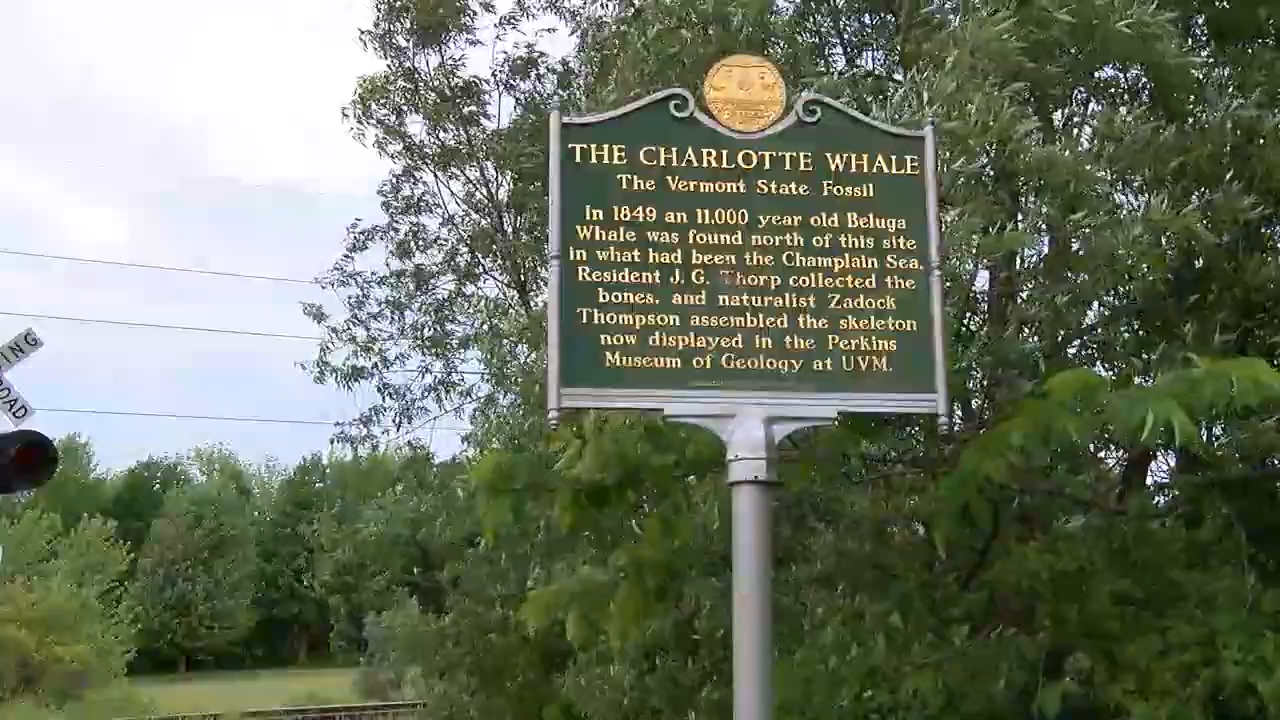 THE CHARLOTTE WHALE
The Vermont State Fossil
In 1849 an 11,000 year old Beluga
Whale was found north of this site
in what had been the Champlain Sea.
Resident J. G. Thorp collected the
bones, and naturalist Zadock
Thompson assembled the skeleton
now displayed in the Perkins
Museum of Geology at UVM.
ING
OAD